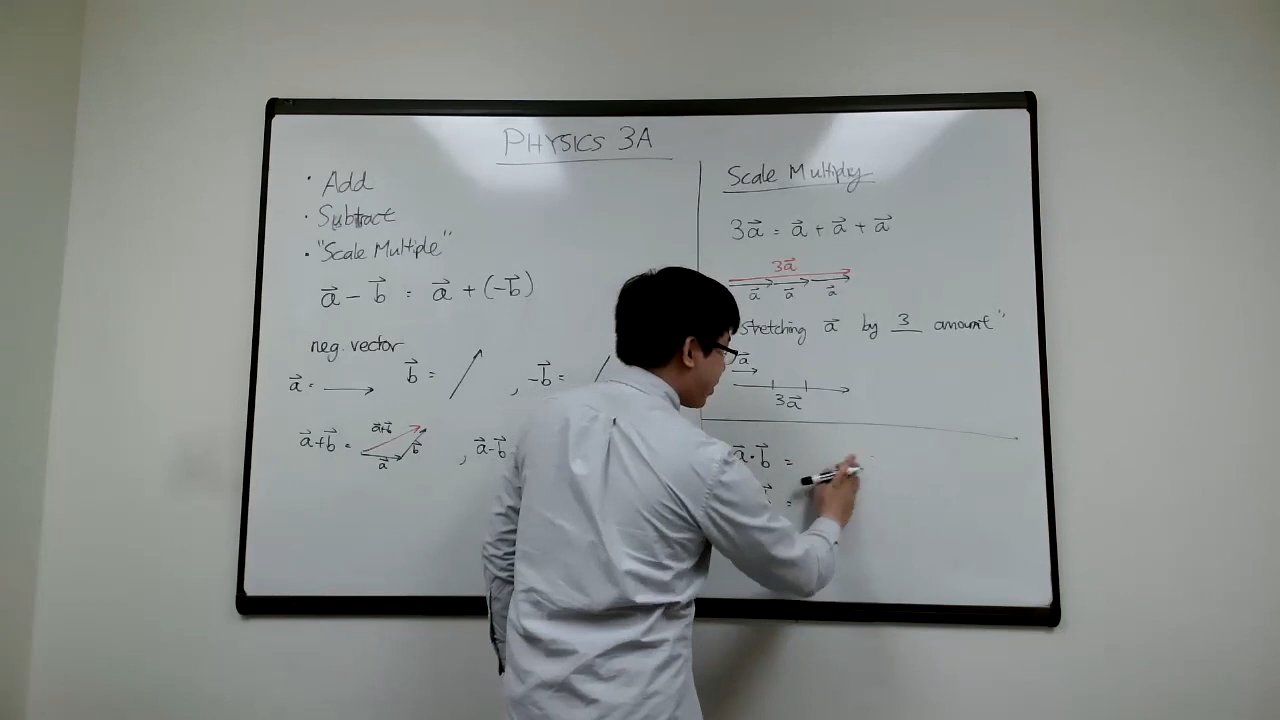 PHYSICS 3A
• Add
• Subtract
• "Scale Multiple"
a⃗ - b⃗ = a⃗ + (-b⃗)
neg. vector
a⃗ = , b⃗ = , -b⃗ =
a⃗+b⃗ = , a⃗-b⃗
a⃗+b⃗
a⃗ b⃗
Scale Multiply
3a⃗ = a⃗ + a⃗ + a⃗
3a⃗
a⃗ a⃗ a⃗
stretching a⃗ by 3 amount"
a⃗
3a⃗
a⃗·b⃗ =
=